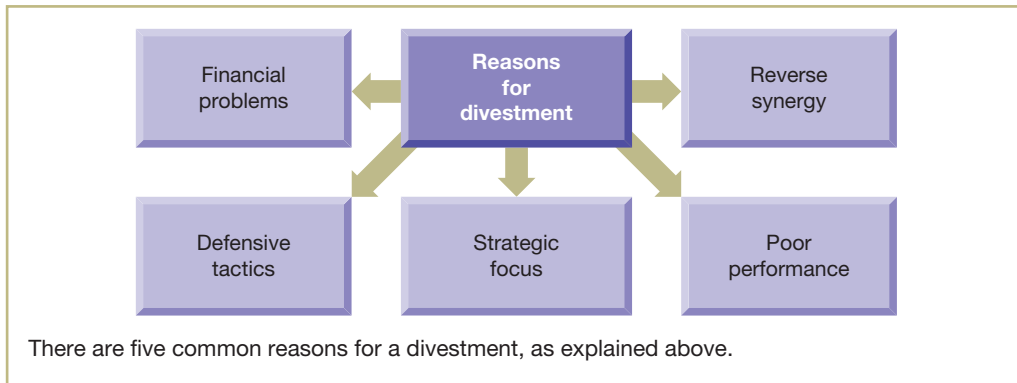 Financial
problems
Reasons
for
divestment
Reverse
synergy
Defensive
tactics
Strategic
focus
Poor
performance
There are five common reasons for a divestment, as explained above.